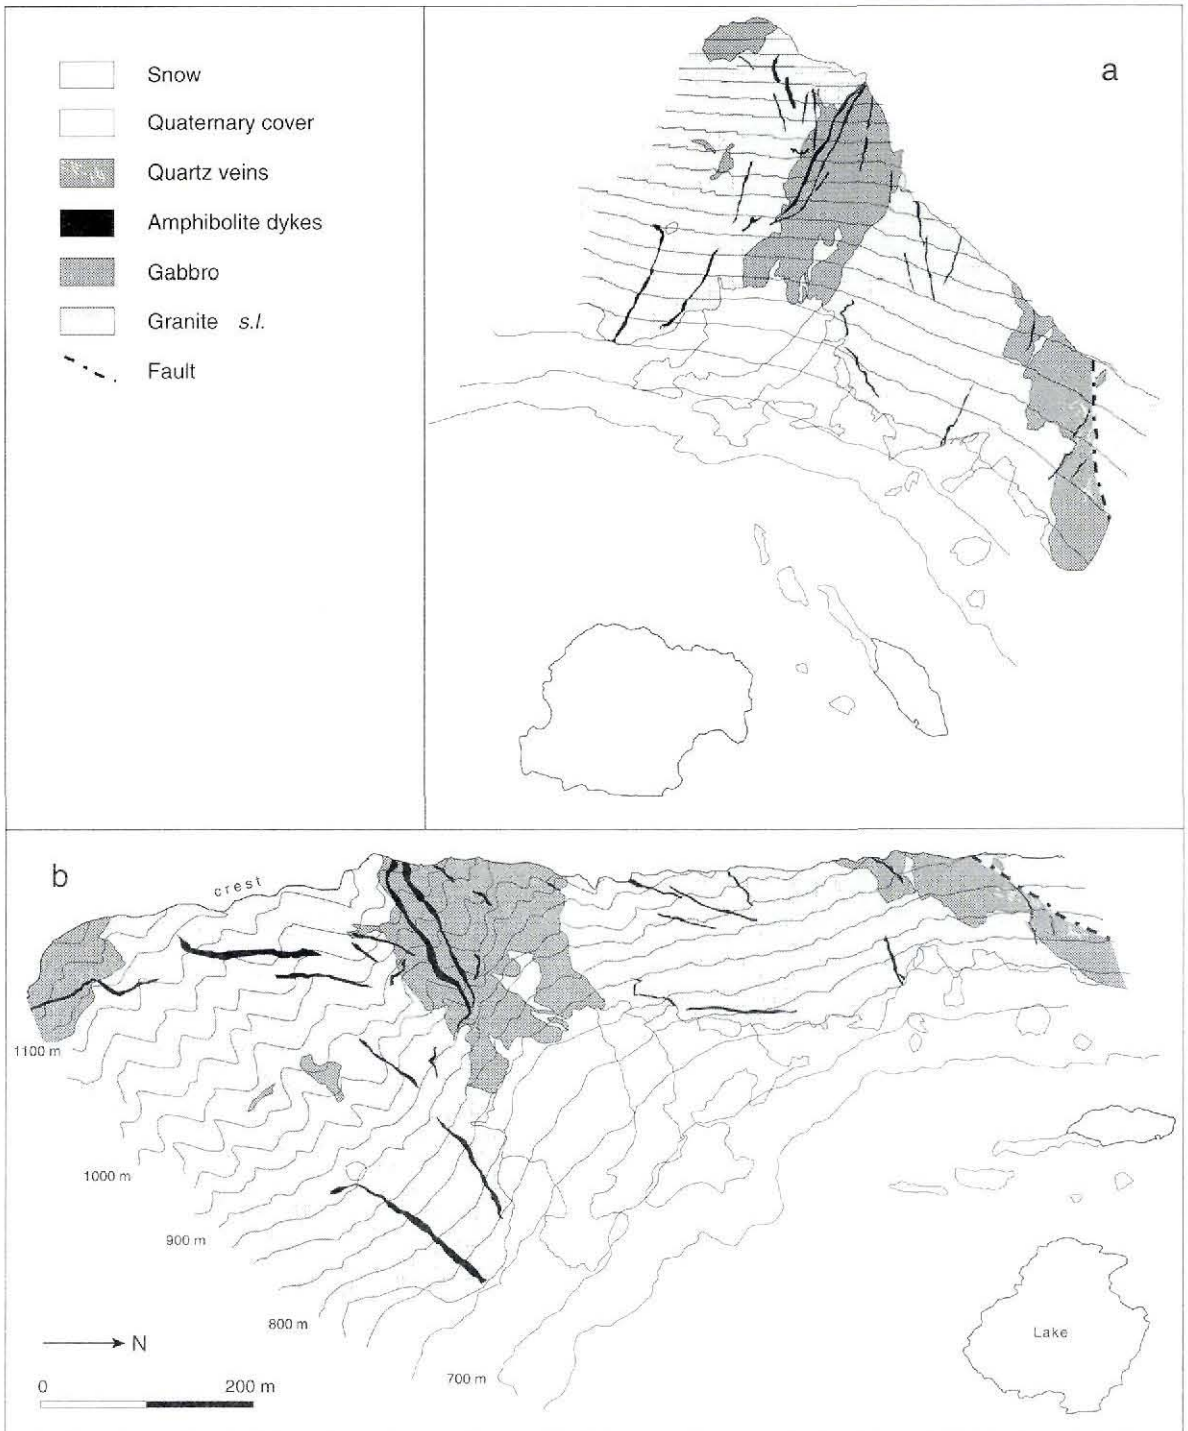 Snow
Quaternary cover
Quartz veins
Amphibolite dykes
Gabbro
Granite s.l.
Fault
a
b
crest
1100 m
1000 m
900 m
800 m
700 m
N
0 200 m
Lake